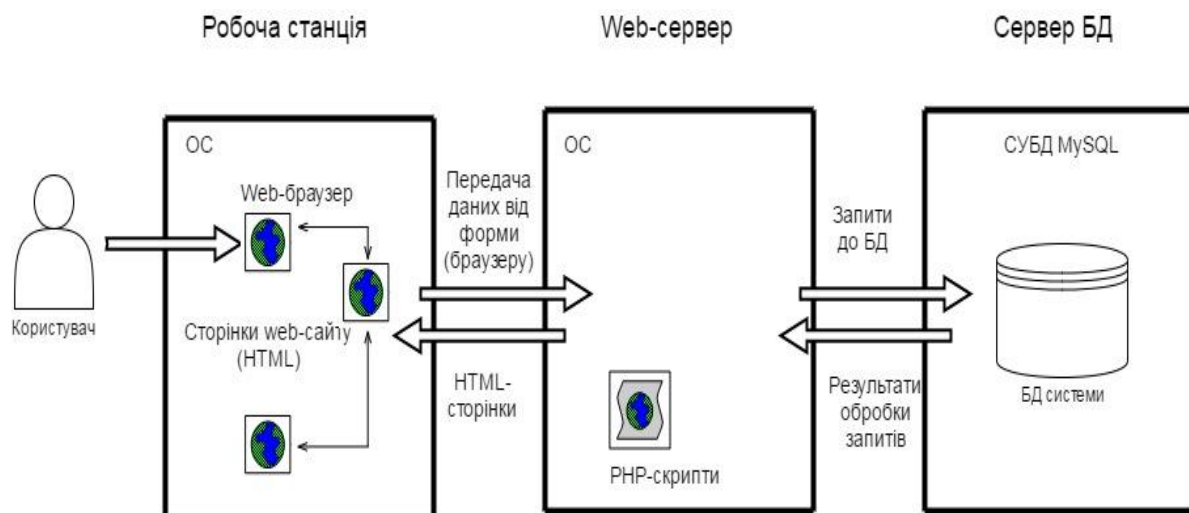 Робоча станція
Web-сервер
Сервер БД
ОС
Web-браузер
Користувач
Сторінки web-сайту
(HTML)
Передача
даних від
форми
(браузеру)
HTML-
сторінки
ОС
PHP-скрипти
Запити
до БД
Результати
обробки
запитів
СУБД MySQL
БД системи